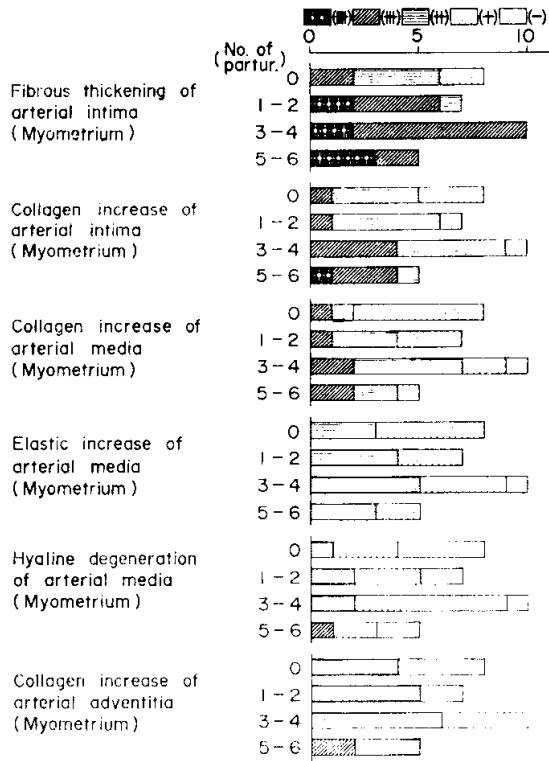 (⧻) (⧻) (++) (+) (−)
0 5 10
No. of
(partur.)
Fibrous thickening of
arterial intima
(Myometrium)
0
1-2
3-4
5-6
Collagen increase of
arterial intima
(Myometrium)
0
1-2
3-4
5-6
Collagen increase of
arterial media
(Myometrium)
0
1-2
3-4
5-6
Elastic increase of
arterial media
(Myometrium)
0
1-2
3-4
5-6
Hyaline degeneration
of arterial media
(Myometrium)
0
1-2
3-4
5-6
Collagen increase of
arterial adventitia
(Myometrium)
0
1-2
3-4
5-6